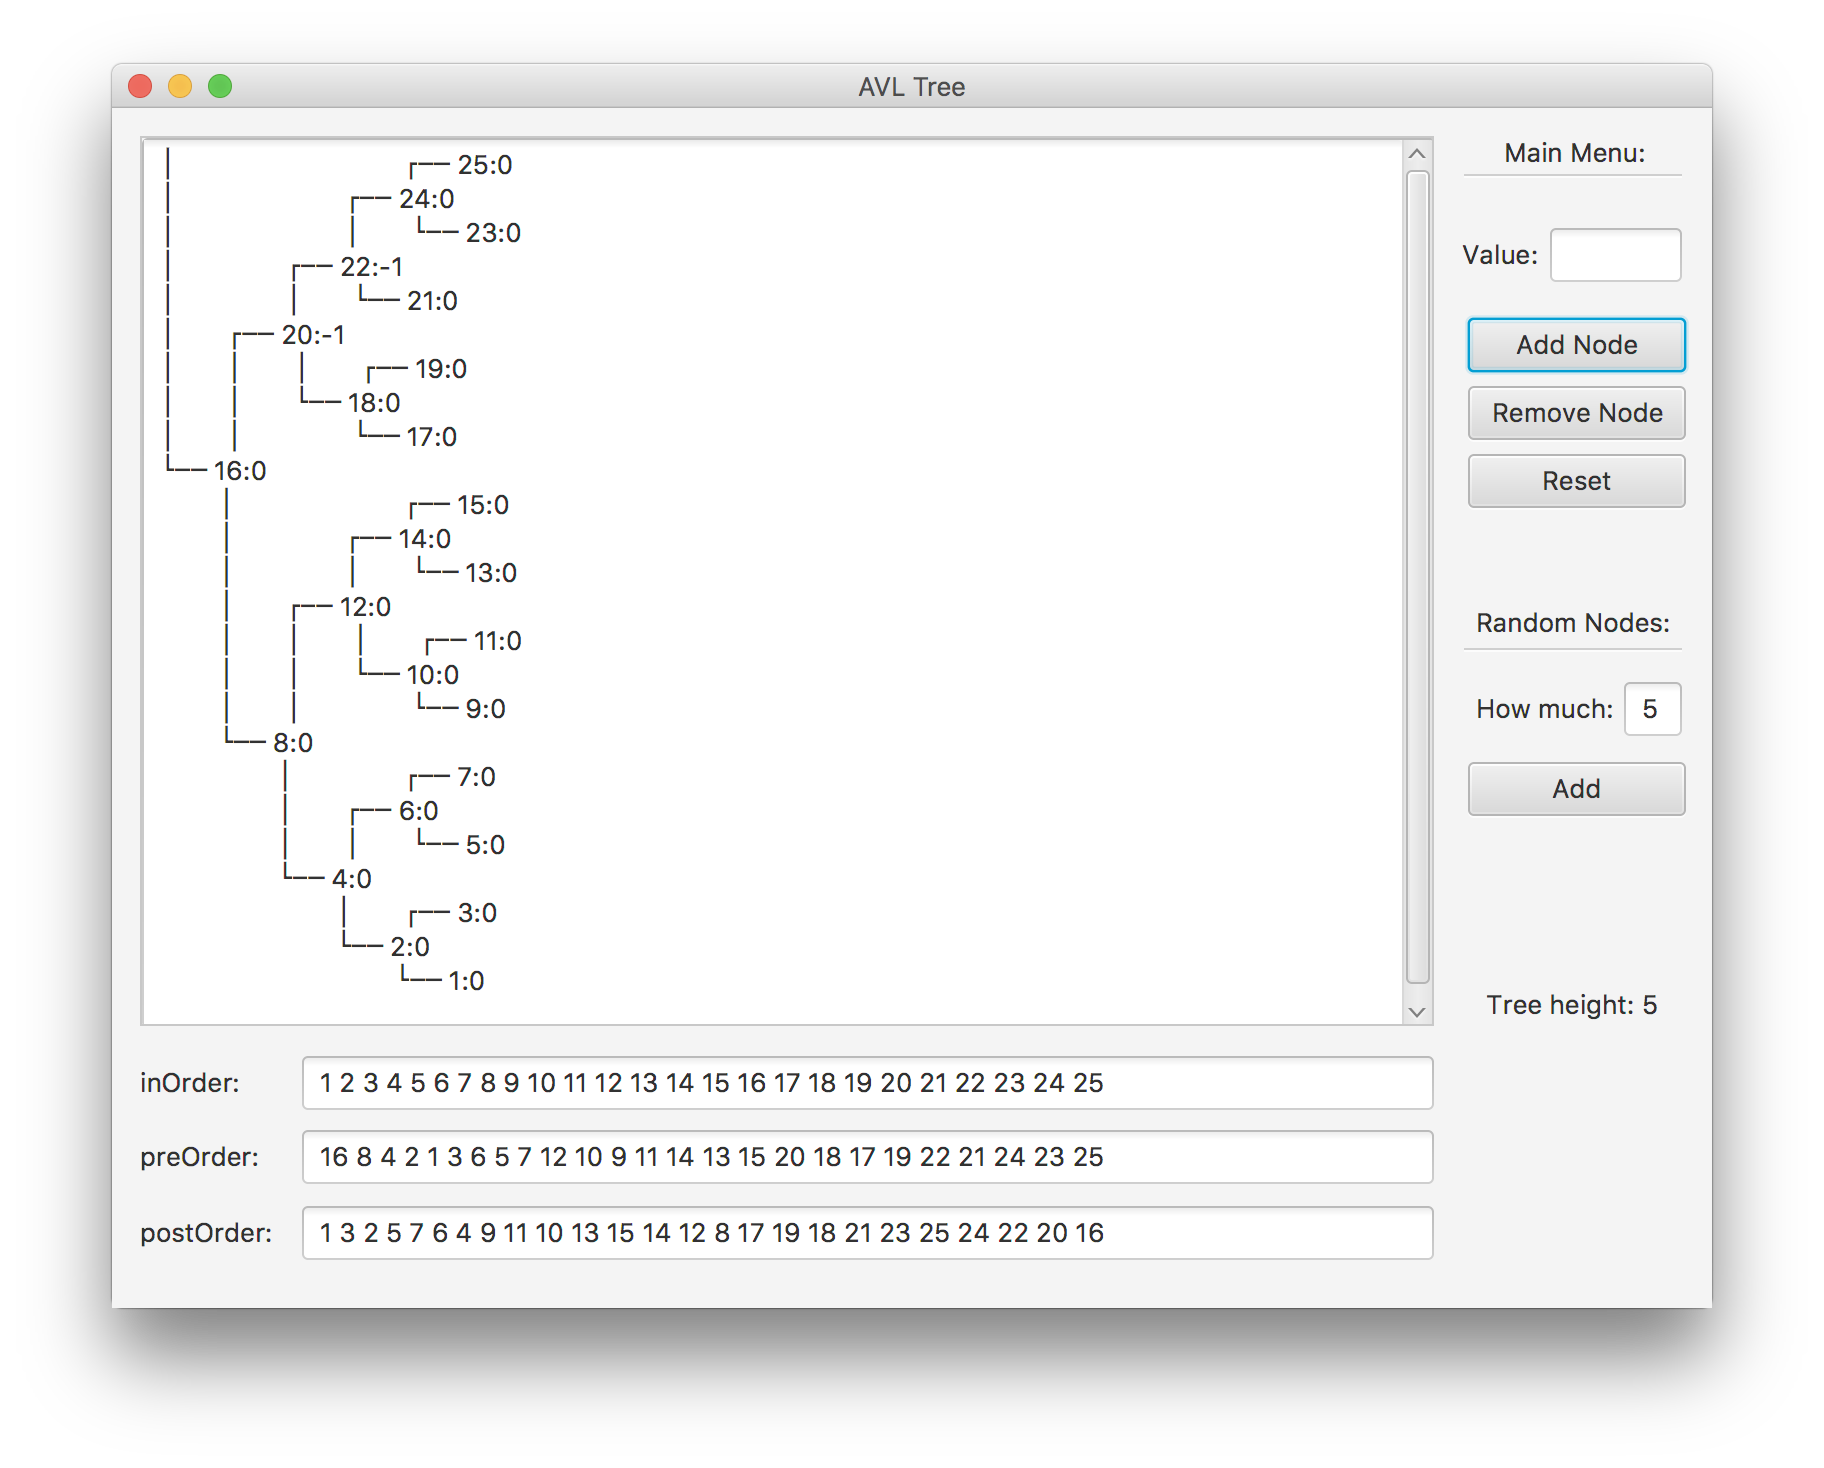 AVL Tree
25:0
24:0
23:0
22:-1
21:0
20:-1
19:0
18:0
17:0
16:0
15:0
14:0
13:0
12:0
11:0
10:0
9:0
8:0
7:0
6:0
5:0
4:0
3:0
2:0
1:0
Main Menu:
Value:
Add Node
Remove Node
Reset
Random Nodes:
How much: 5
Add
Tree height: 5
inOrder: 1 2 3 4 5 6 7 8 9 10 11 12 13 14 15 16 17 18 19 20 21 22 23 24 25
preOrder: 16 8 4 2 1 3 6 5 7 12 10 9 11 14 13 15 20 18 17 19 22 21 24 23 25
postOrder: 1 3 2 5 7 6 4 9 11 10 13 15 14 12 8 17 19 18 21 23 25 24 22 20 16